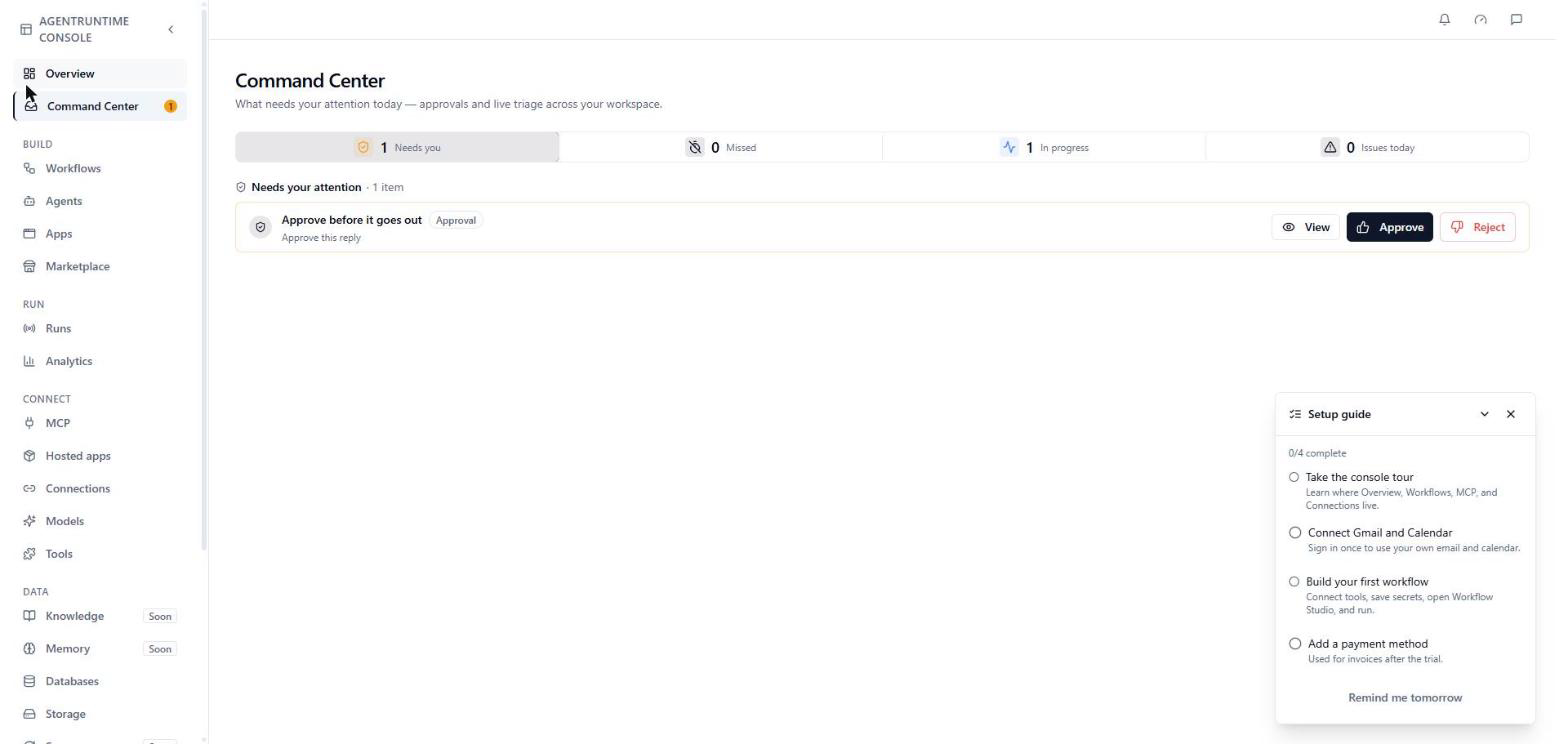 AGENTRUNTIME
CONSOLE
Overview
Command Center 1
BUILD
Workflows
Agents
Apps
Marketplace
RUN
Runs
Analytics
CONNECT
MCP
Hosted apps
Connections
Models
Tools
DATA
Knowledge Soon
Memory Soon
Databases
Storage
Command Center
What needs your attention today — approvals and live triage across your workspace.
1 Needs you
0 Missed
1 In progress
0 Issues today
Needs your attention · 1 item
Approve before it goes out Approval
Approve this reply
View
Approve
Reject
Setup guide
0/4 complete
Take the console tour
Learn where Overview, Workflows, MCP, and
Connections live.
Connect Gmail and Calendar
Sign in once to use your own email and calendar.
Build your first workflow
Connect tools, save secrets, open Workflow
Studio, and run.
Add a payment method
Used for invoices after the trial.
Remind me tomorrow